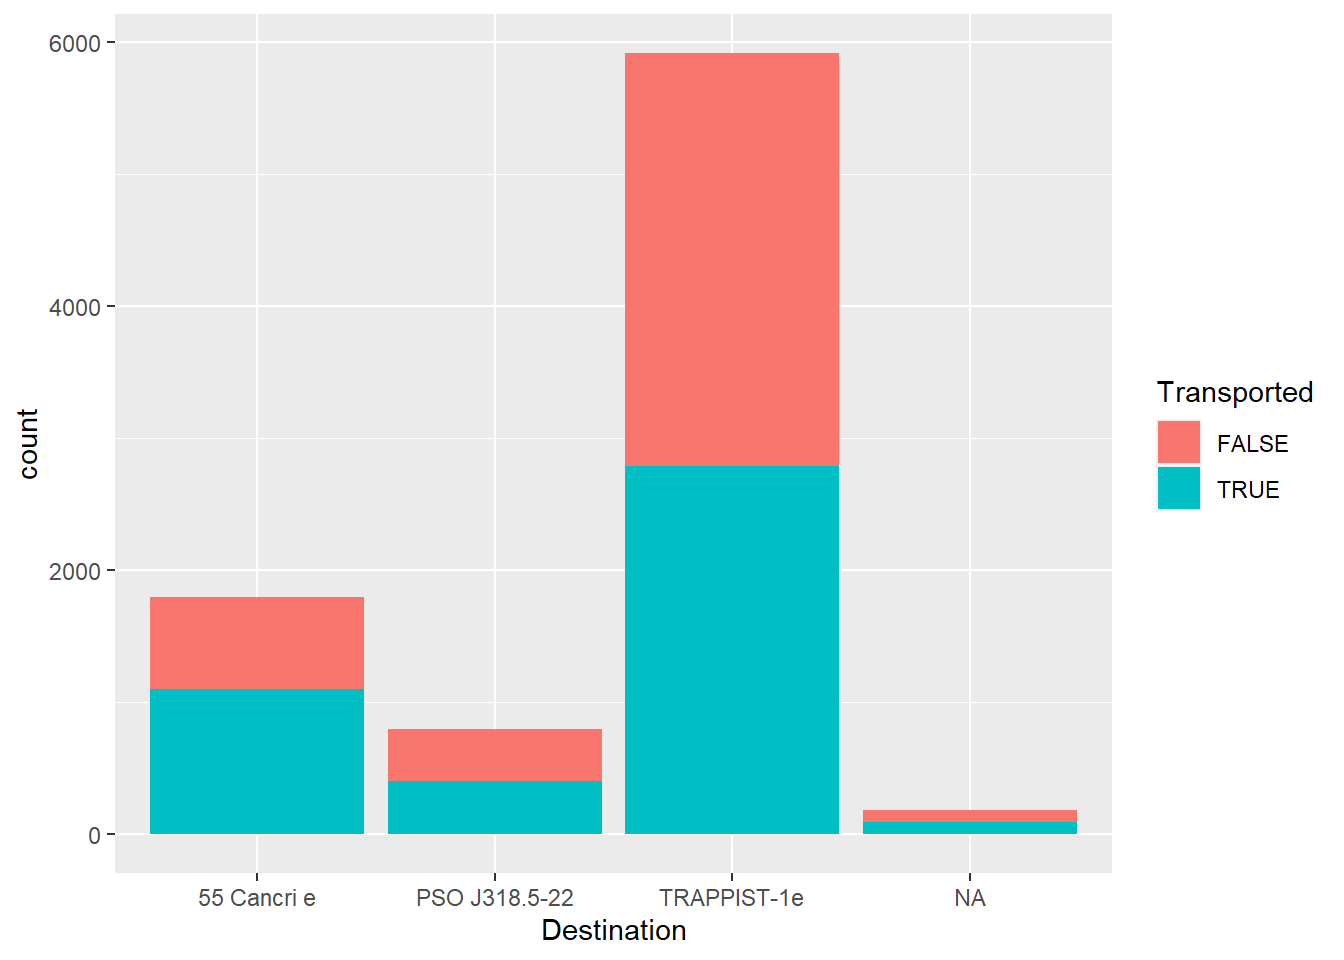 6000
4000
2000
0
count
55 Cancri e
PSO J318.5-22
TRAPPIST-1e
NA
Destination
Transported
FALSE
TRUE